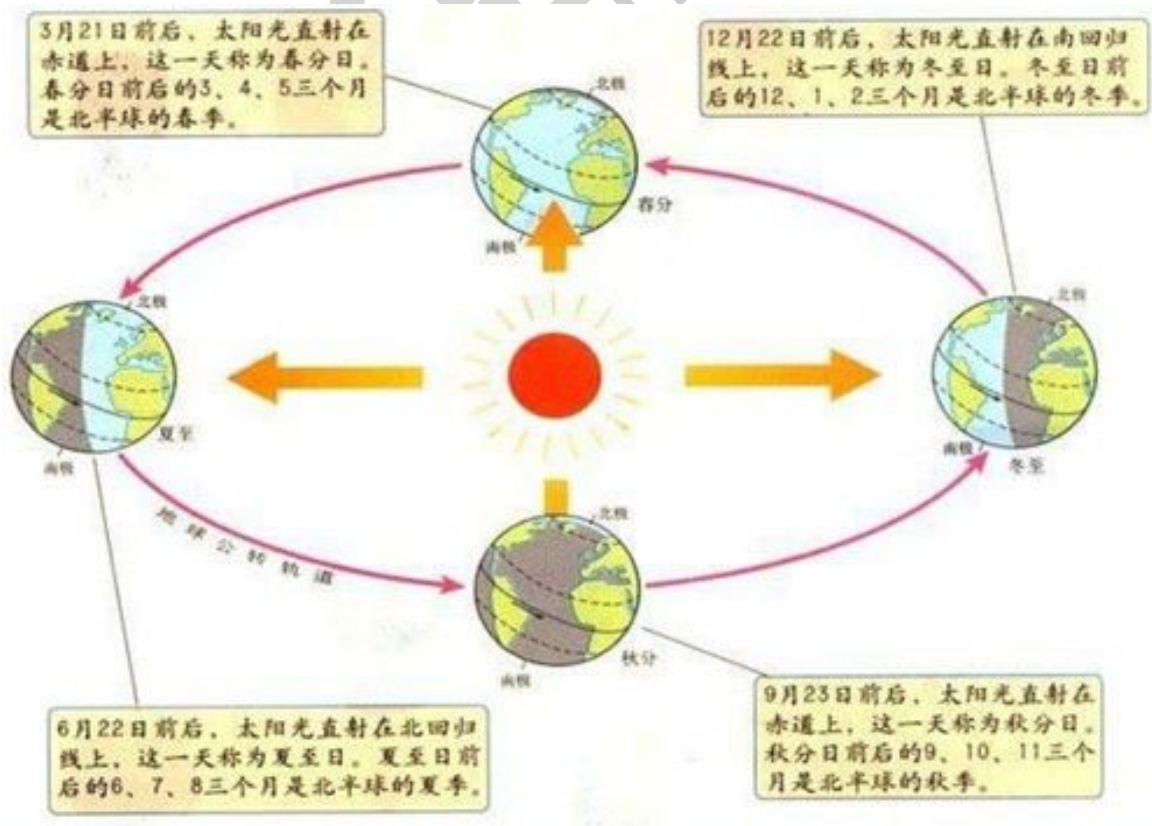 3月21日前后，太阳光直射在
赤道上，这一天称为春分日。
春分日前后的3、4、5三个月
是北半球的春季。
12月22日前后，太阳光直射在南回归
线上，这一天称为冬至日。冬至日前
后的12、1、2三个月是北半球的冬季。
北极
春分
南极
北极
夏至
南极
北极
南极
冬至
地球公转轨道
北极
秋分
南极
6月22日前后，太阳光直射在北回归
线上，这一天称为夏至日。夏至日前
后的6、7、8三个月是北半球的夏季。
9月23日前后，太阳光直射在
赤道上，这一天称为秋分日。
秋分日前后的9、10、11三个
月是北半球的秋季。